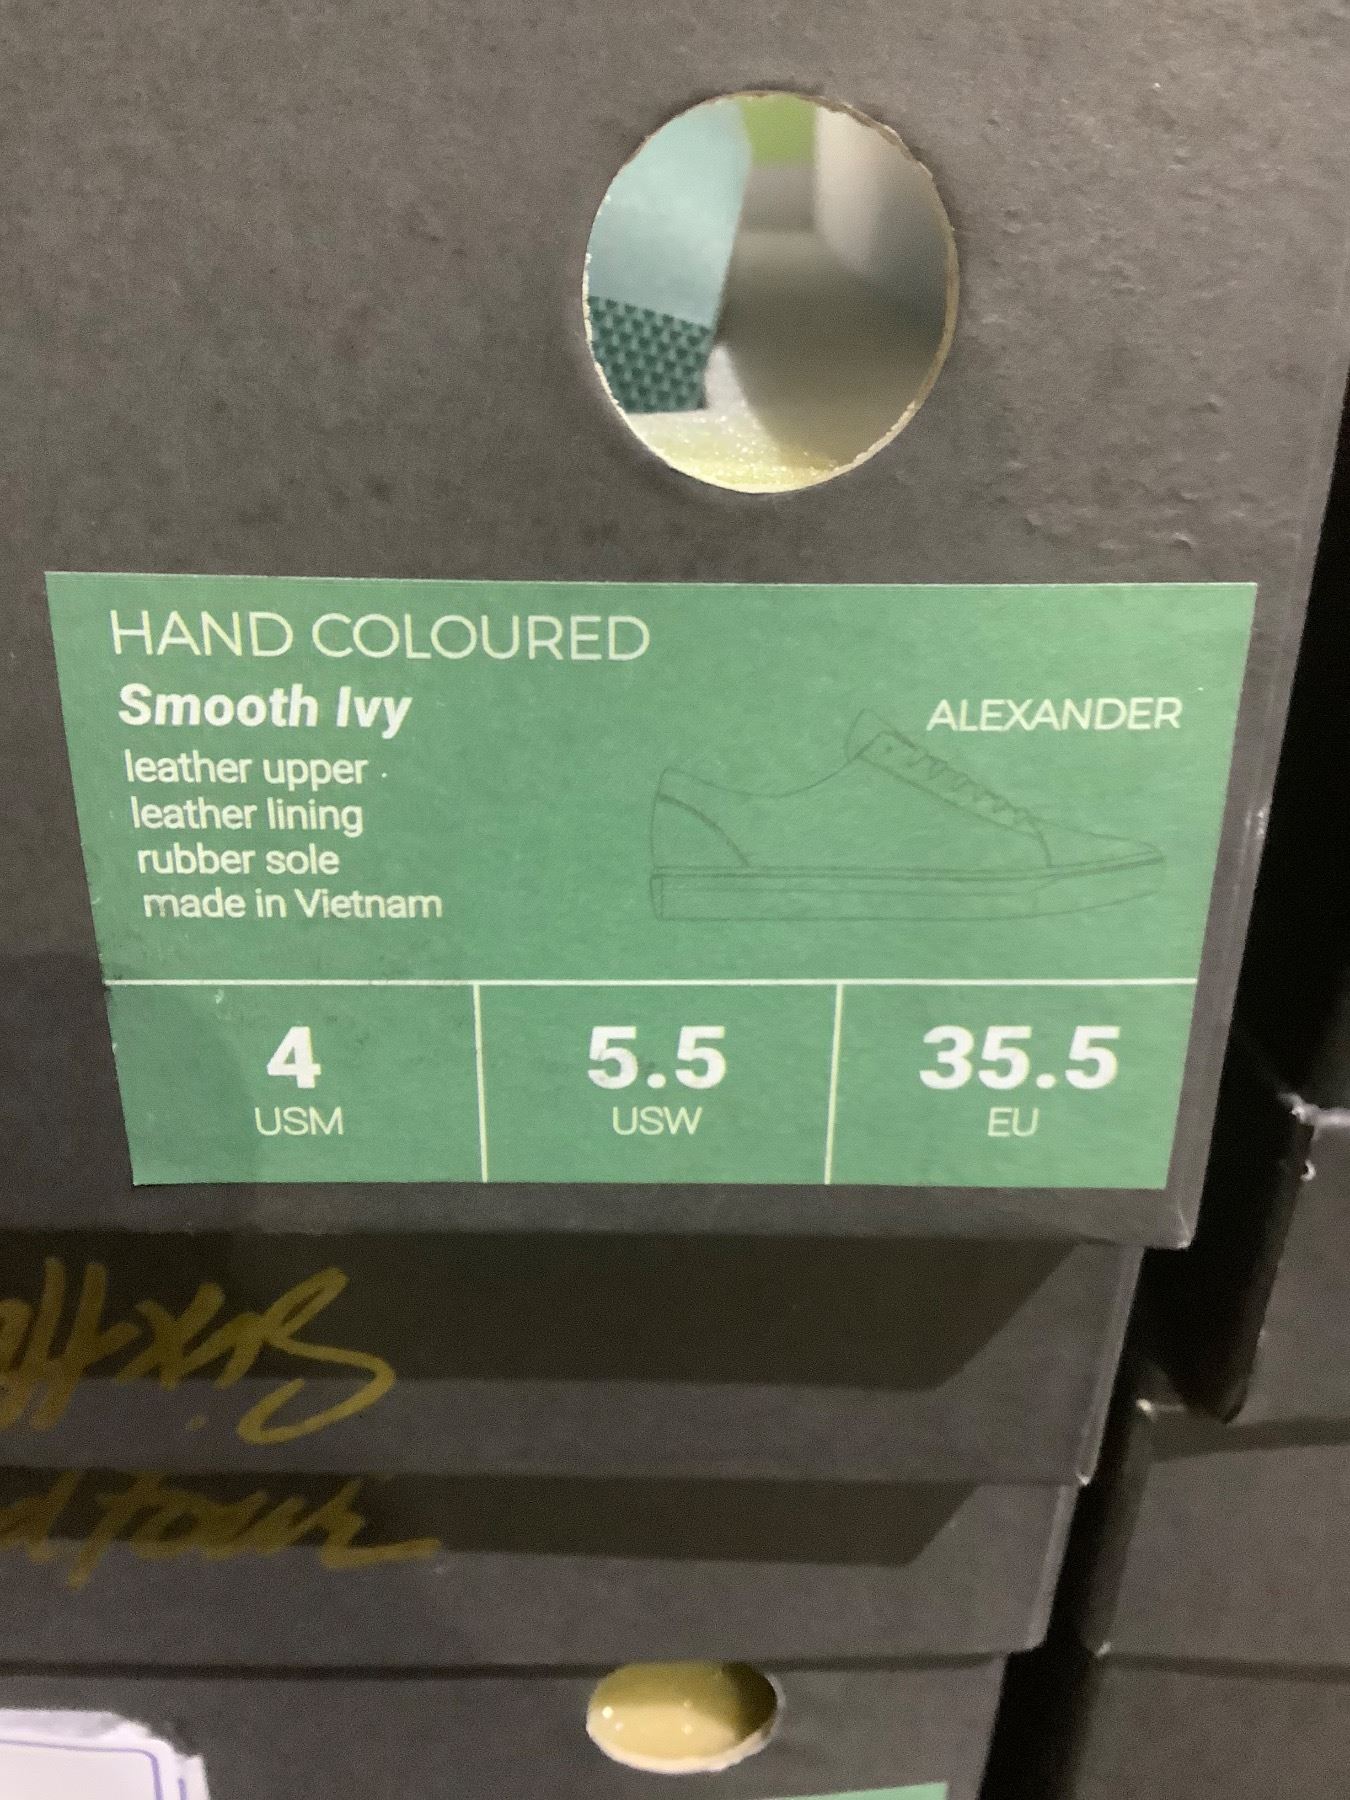 HAND COLOURED
Smooth Ivy
ALEXANDER
leather upper
leather lining
rubber sole
made in Vietnam
4
USM
5.5
USW
35.5
EU